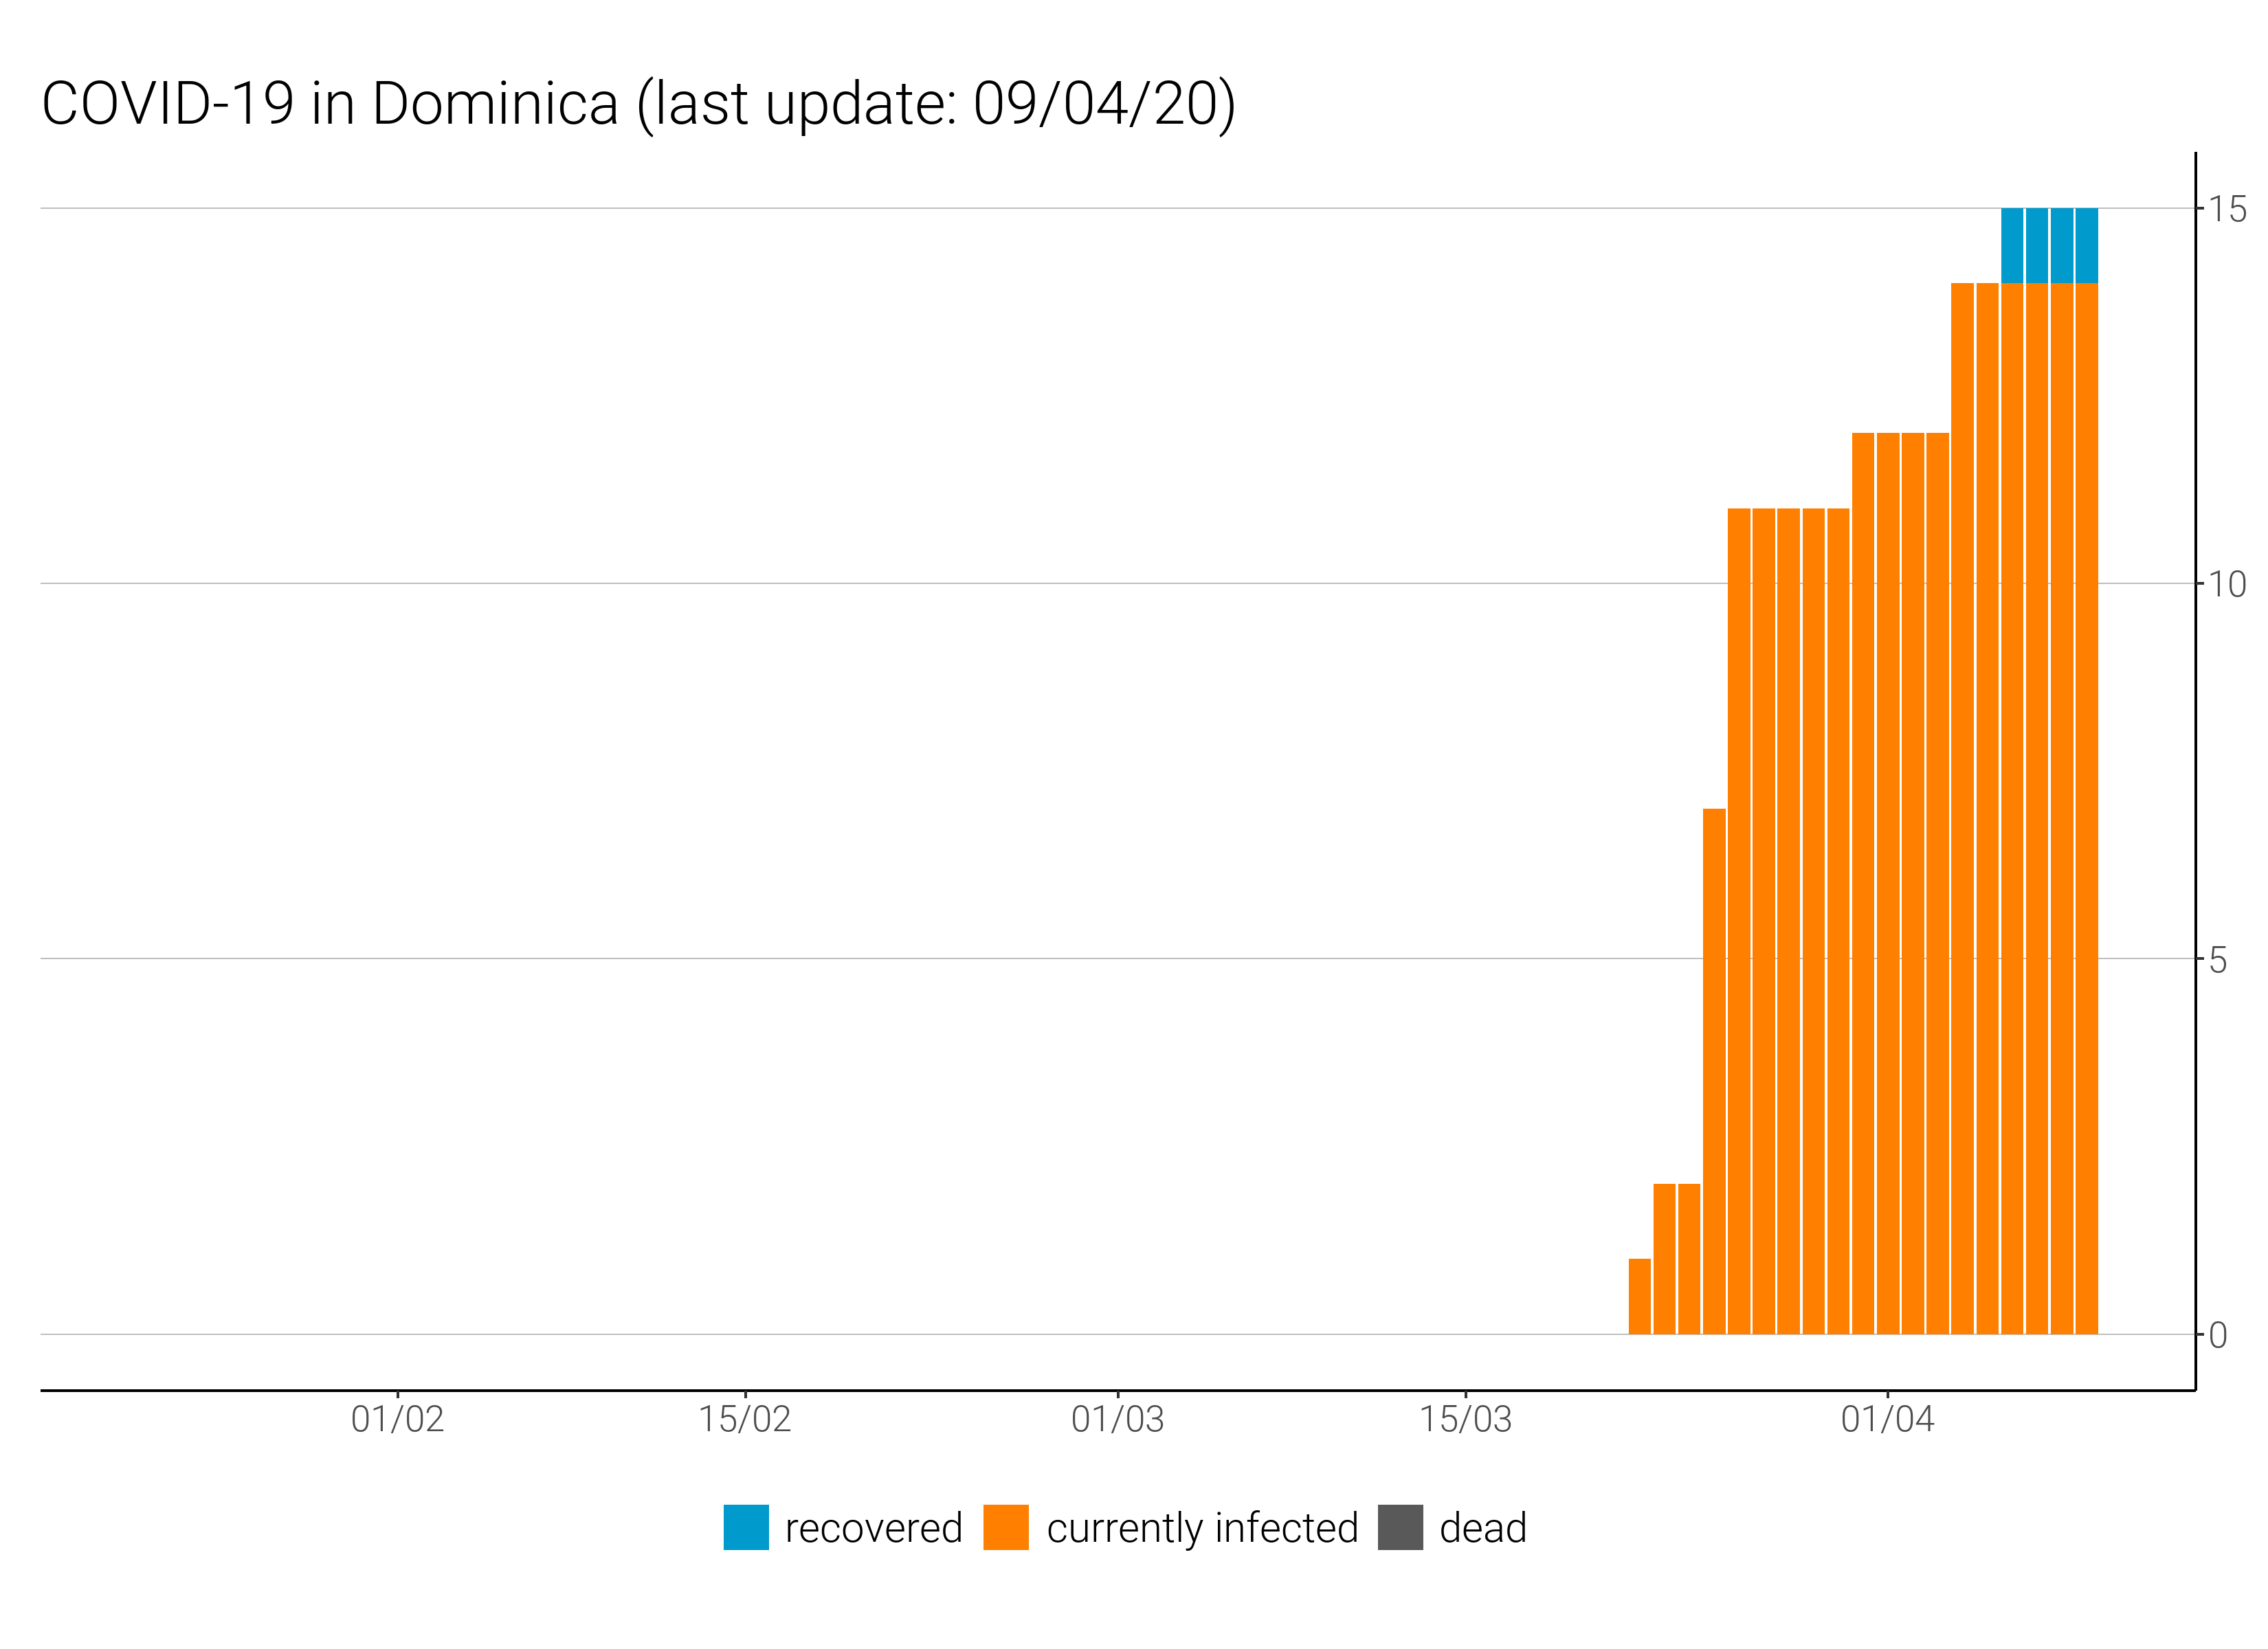 COVID-19 in Dominica (last update: 09/04/20)
15
10
5
0
01/02 15/02 01/03 15/03 01/04
recovered currently infected dead